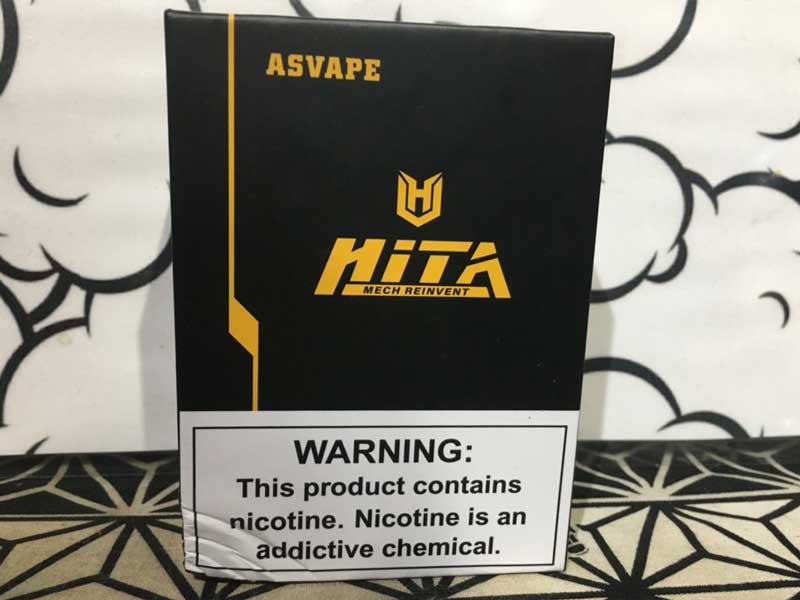 ASVAPE
H
HiTA
MECH REINVENT
WARNING:
This product contains
nicotine. Nicotine is an
addictive chemical.